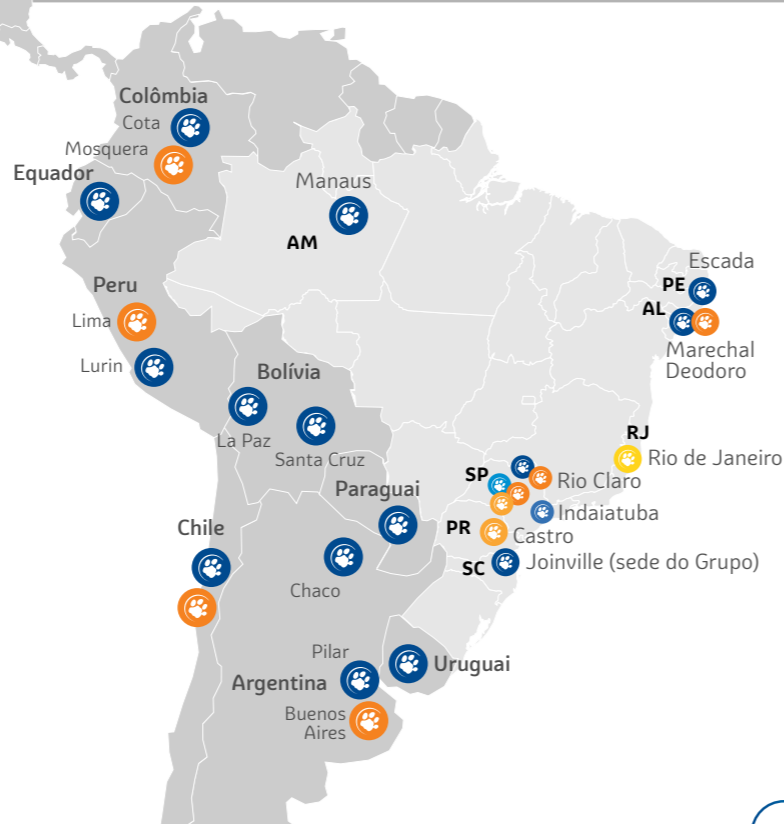 Colômbia
Cota
Mosquera
Equador
Manaus
AM
Escada
PE
AL
Marechal
Deodoro
Peru
Lima
Lurin
Bolívia
La Paz
Santa Cruz
RJ
Rio de Janeiro
SP
Rio Claro
Indaiatuba
Paraguai
PR
Castro
SC
Joinville (sede do Grupo)
Chile
Chaco
Pilar
Uruguai
Argentina
Buenos
Aires